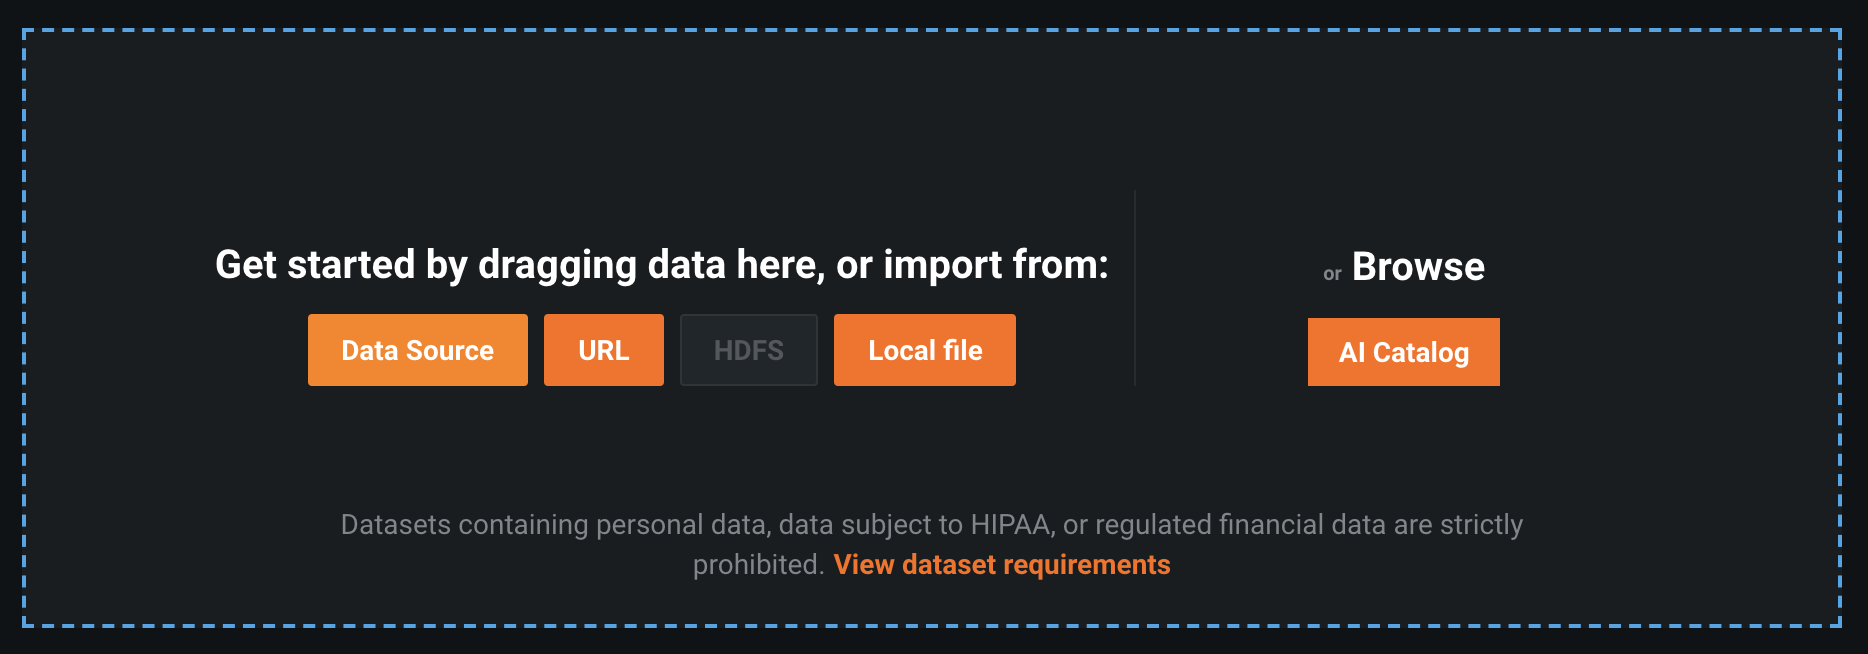 Get started by dragging data here, or import from:
Data Source URL HDFS Local file
or Browse
AI Catalog
Datasets containing personal data, data subject to HIPAA, or regulated financial data are strictly
prohibited. View dataset requirements